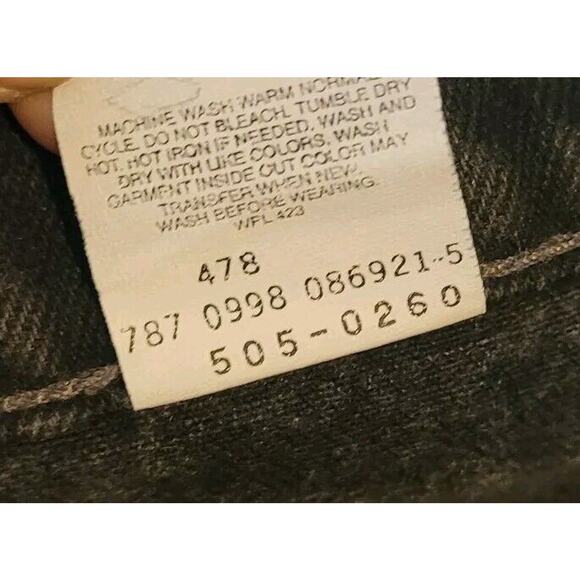 MACHINE WASH WARM NORMAL
CYCLE. DO NOT BLEACH. TUMBLE DRY
HOT. HOT IRON IF NEEDED. WASH AND
DRY WITH LIKE COLORS. WASH
GARMENT INSIDE OUT COLOR MAY
TRANSFER WHEN NEW.
WASH BEFORE WEARING.
WPL 423
478
787 0998 086921-5
505-0260